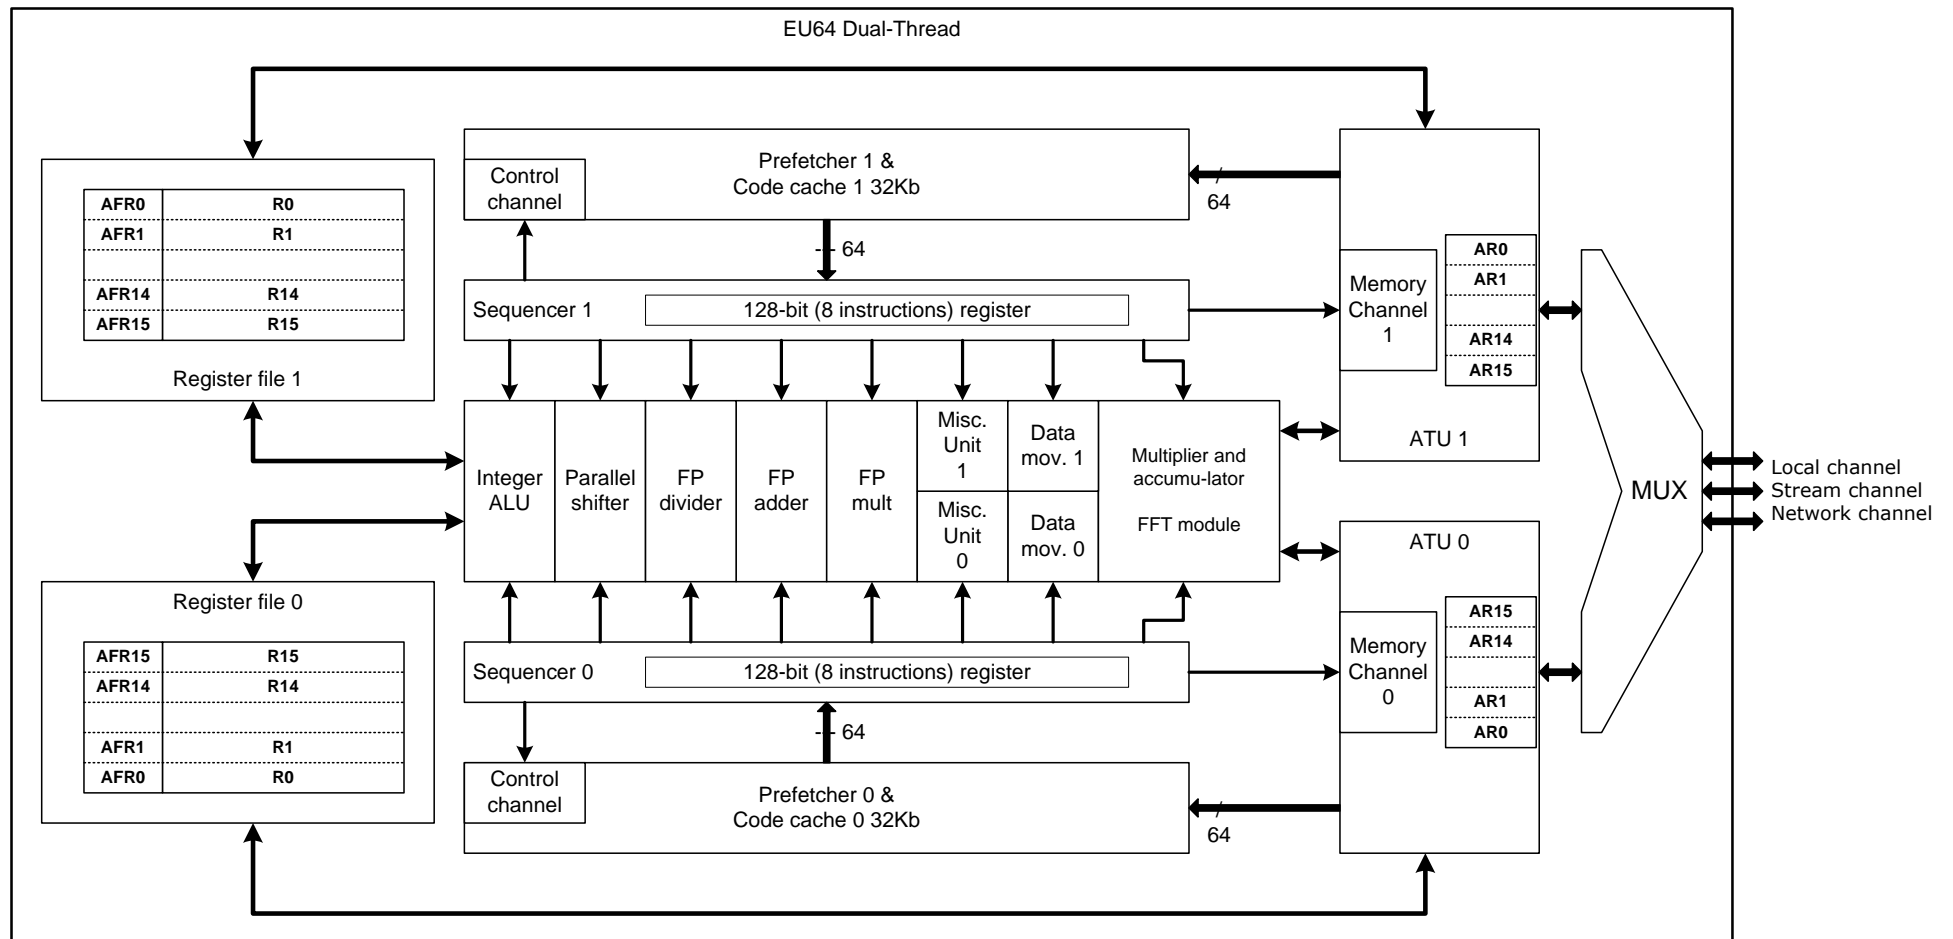 EU64 Dual-Thread
Prefetcher 1 &
Code cache 1 32Kb
Control
channel
64
64
AFR0 R0
AFR1 R1
AFR14 R14
AFR15 R15
Register file 1
Sequencer 1
128-bit (8 instructions) register
Memory
Channel
1
AR0
AR1
AR14
AR15
ATU 1
Integer
ALU
Parallel
shifter
FP
divider
FP
adder
FP
mult
Misc.
Unit
1
Misc.
Unit
0
Data
mov. 1
Data
mov. 0
Multiplier and
accumu-lator
FFT module
MUX
Local channel
Stream channel
Network channel
ATU 0
Register file 0
AFR15 R15
AFR14 R14
AFR1 R1
AFR0 R0
Sequencer 0
128-bit (8 instructions) register
Memory
Channel
0
AR15
AR14
AR1
AR0
64
Control
channel
Prefetcher 0 &
Code cache 0 32Kb
64